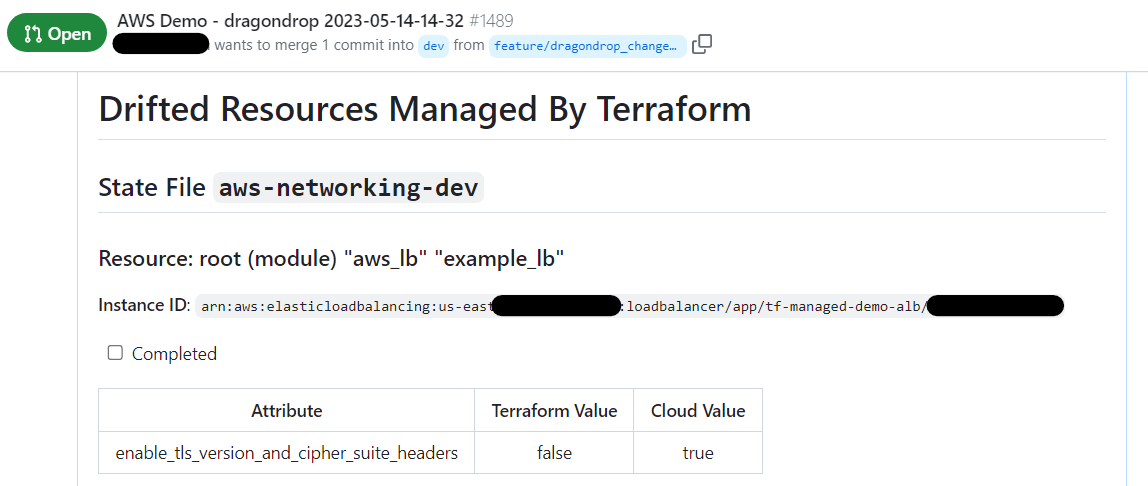 Open
AWS Demo - dragondrop 2023-05-14-14-32 #1489
wants to merge 1 commit into dev from feature/dragondrop_change…
Drifted Resources Managed By Terraform
State File aws-networking-dev
Resource: root (module) "aws_lb" "example_lb"
Instance ID: arn:aws:elasticloadbalancing:us-east :loadbalancer/app/tf-managed-demo-alb/
Completed
Attribute Terraform Value Cloud Value
enable_tls_version_and_cipher_suite_headers false true